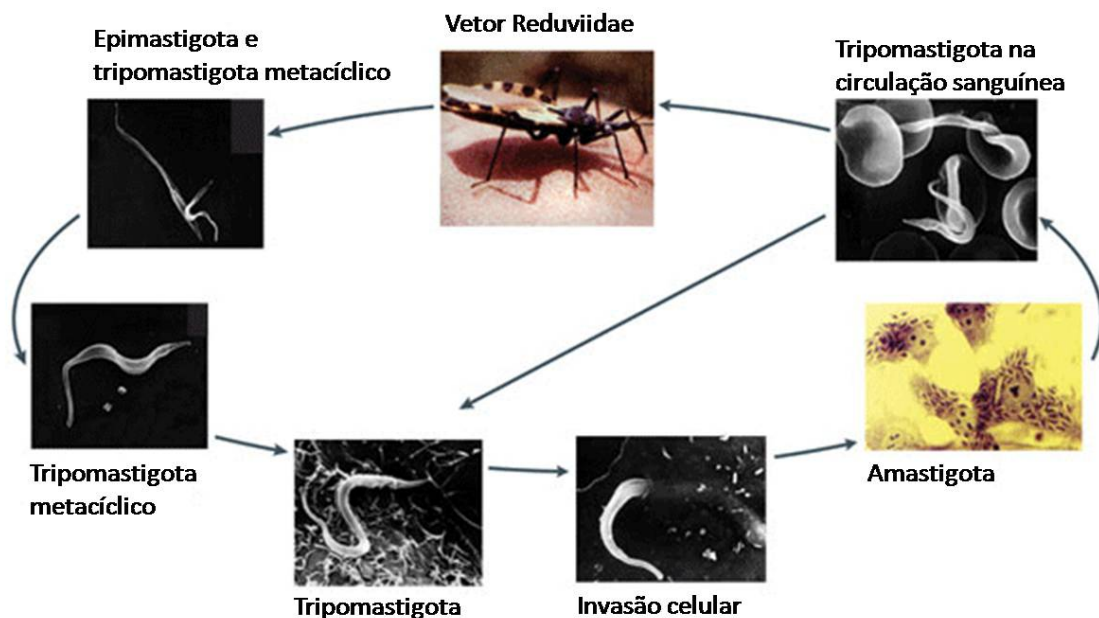 Vetor Reduviidae
Epimastigota e
tripomastigota metacíclico
Tripomastigota na
circulação sanguínea
Tripomastigota
metacíclico
Tripomastigota
Invasão celular
Amastigota